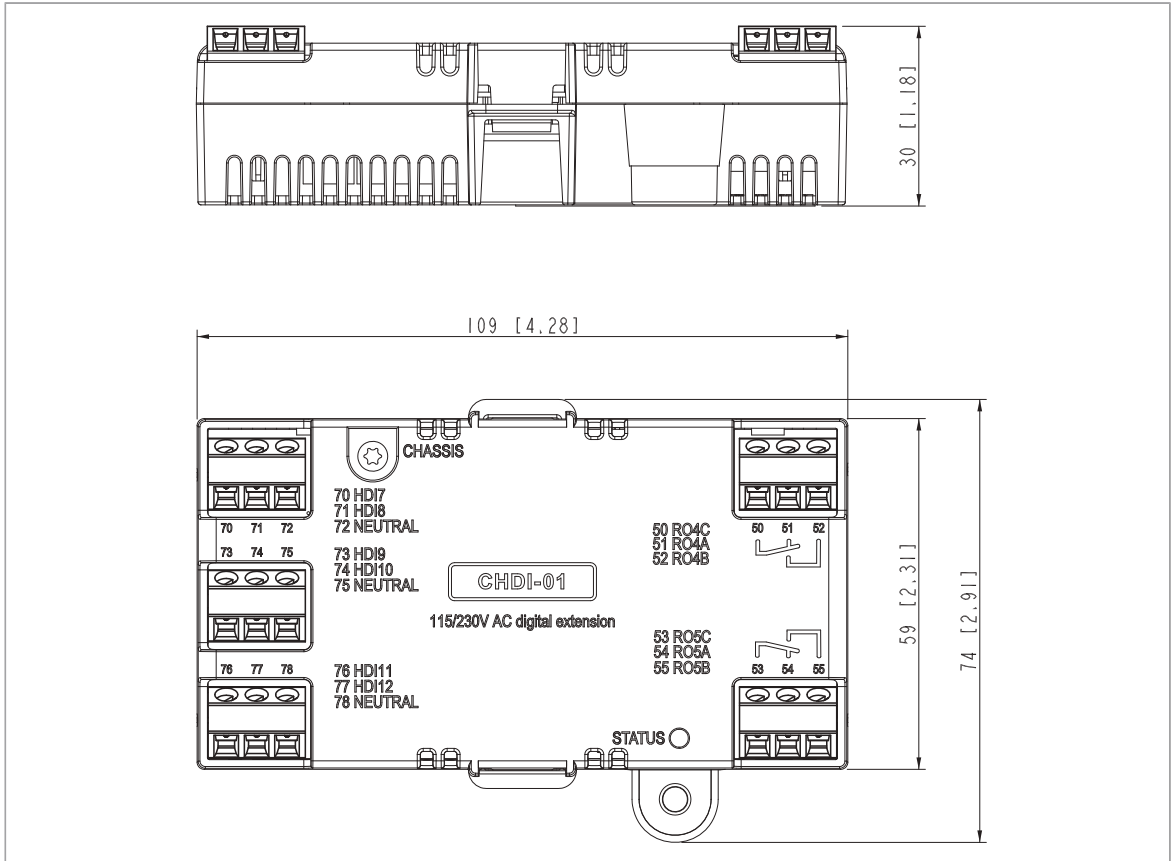 30 [1.18]
109 [4.28]
CHASSIS
70 HDI7
71 HDI8
72 NEUTRAL
70 71 72
73 74 75
73 HDI9
74 HDI10
75 NEUTRAL
50 RO4C
51 RO4A
52 RO4B
50 51 52
CHDI-01
115/230V AC digital extension
53 RO5C
54 RO5A
55 RO5B
53 54 55
76 77 78
76 HDI11
77 HDI12
78 NEUTRAL
STATUS
59 [2.31]
74 [2.91]